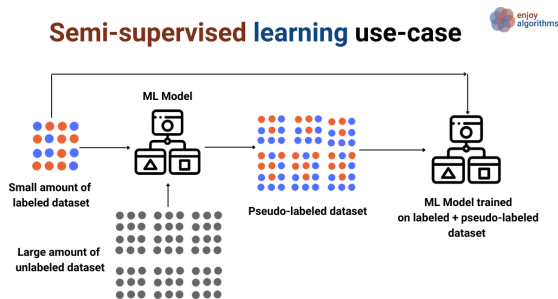 Semi-supervised learning use-case
enjoy
algorithms
ML Model
Small amount of
labeled dataset
Pseudo-labeled dataset
ML Model trained
on labeled + pseudo-labeled
dataset
Large amount of
unlabeled dataset